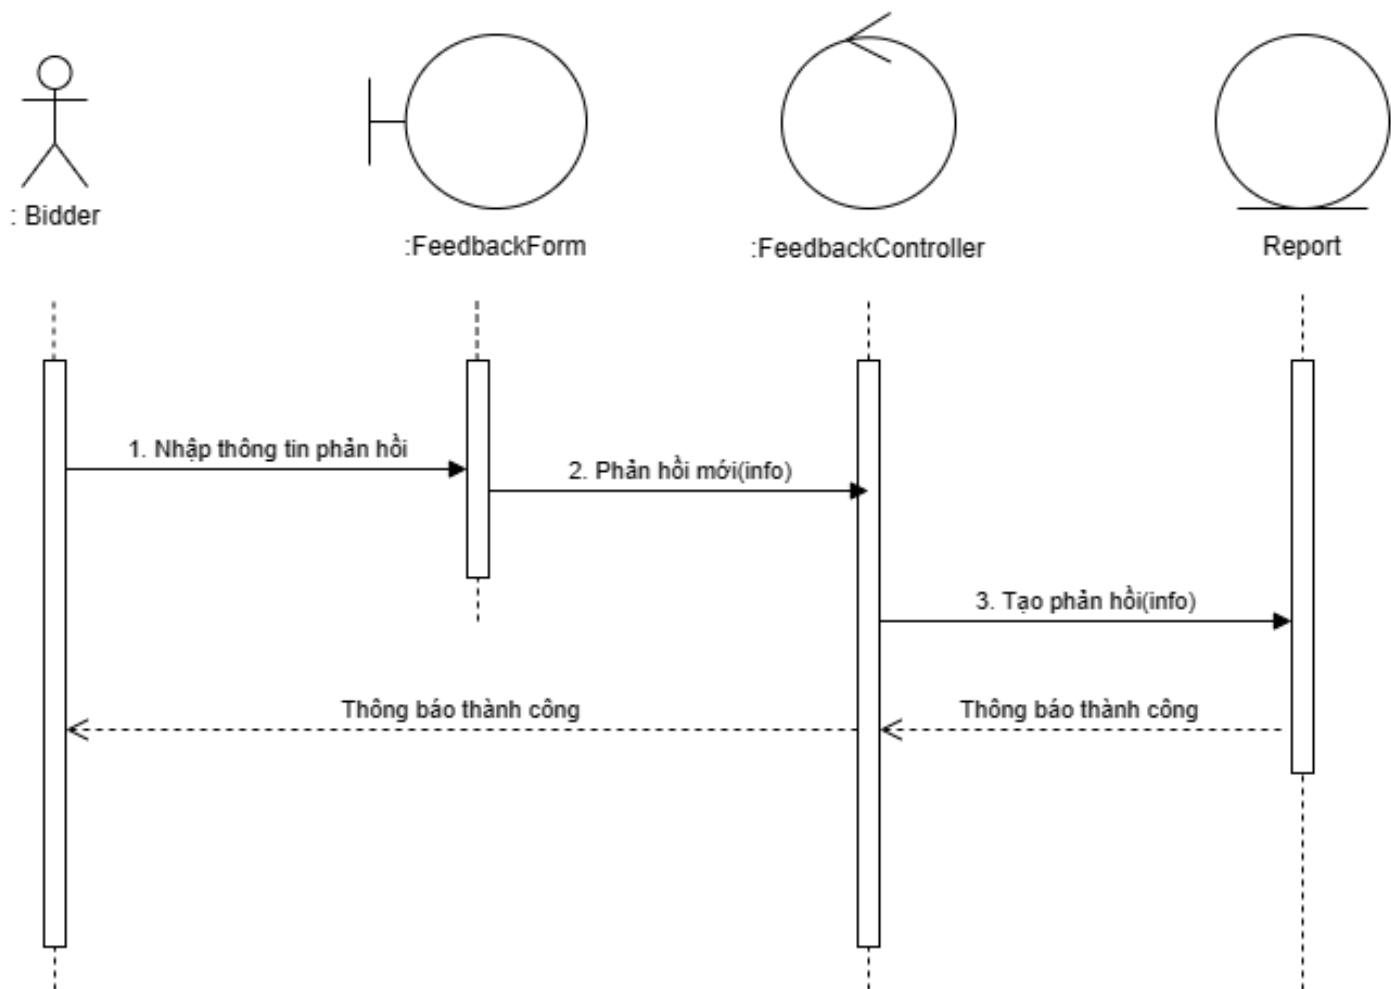 : Bidder
:FeedbackForm
:FeedbackController
Report
1. Nhập thông tin phản hồi
2. Phản hồi mới(info)
3. Tạo phản hồi(info)
Thông báo thành công
Thông báo thành công